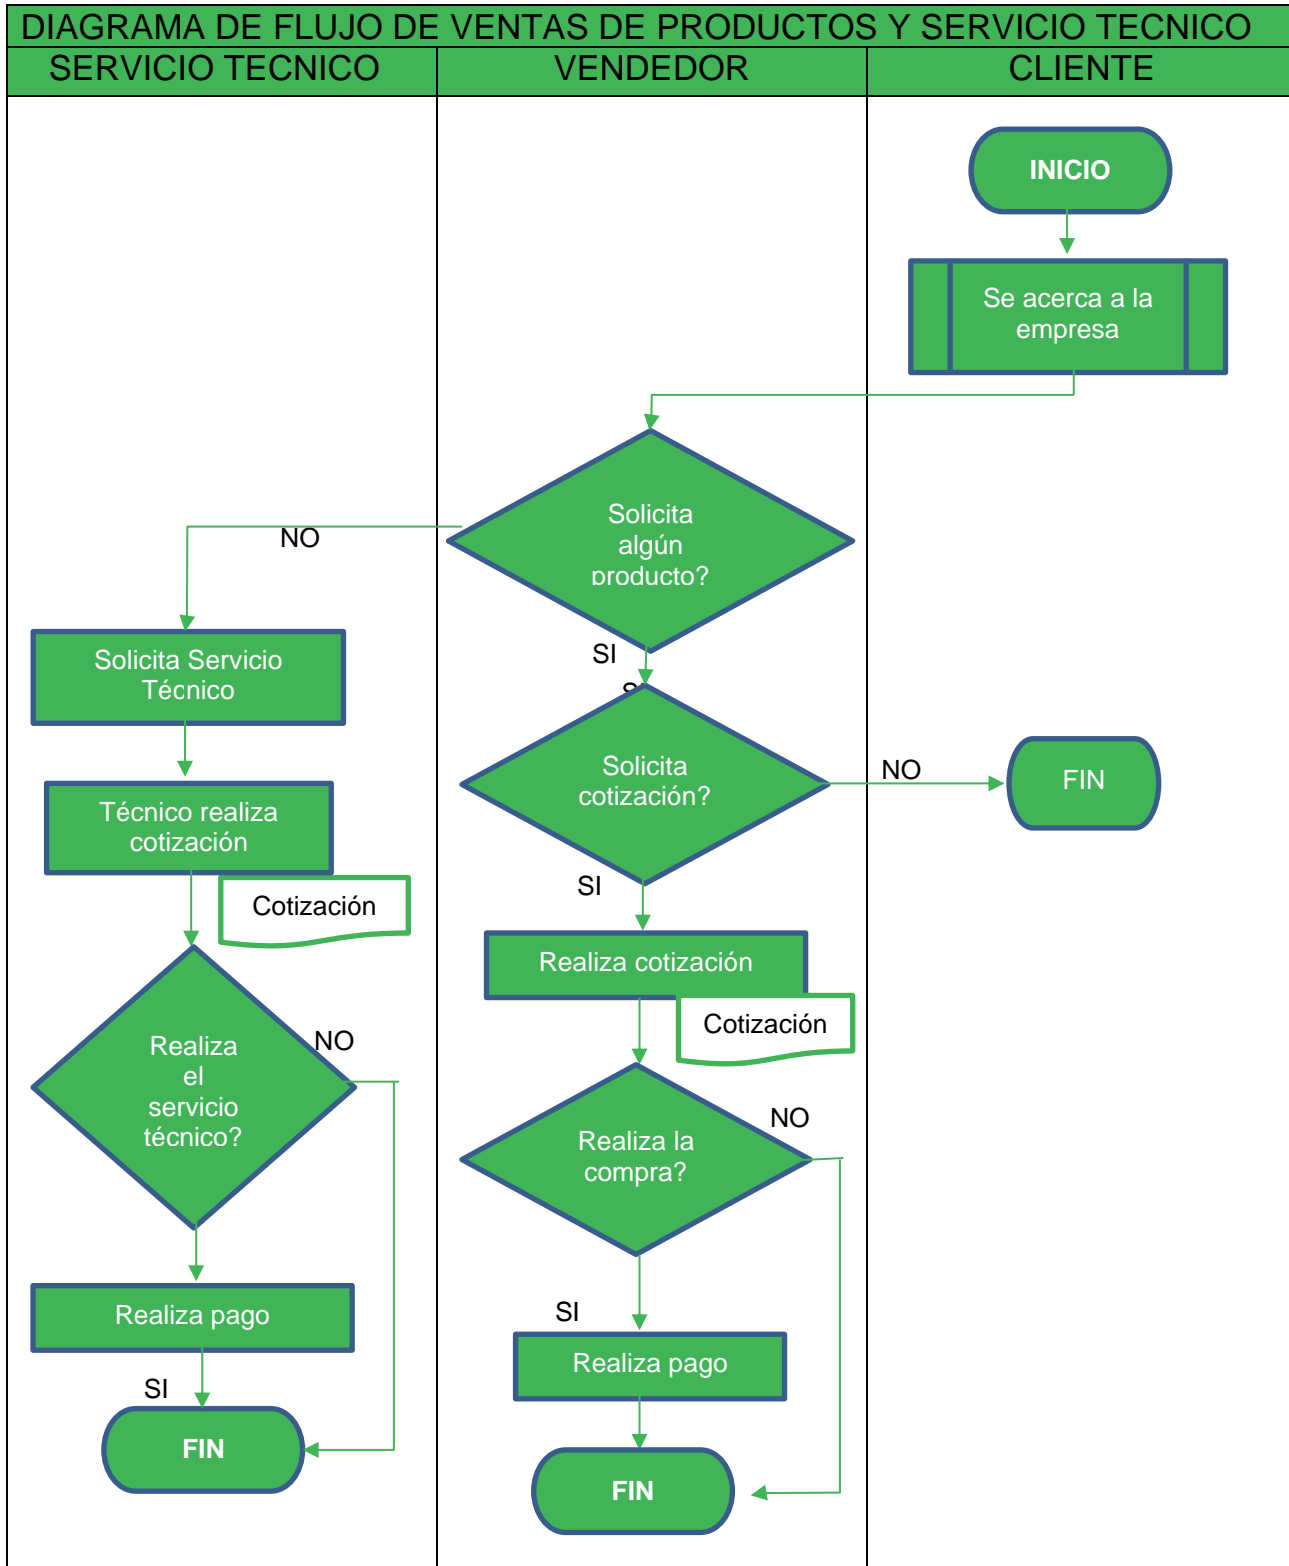 DIAGRAMA DE FLUJO DE VENTAS DE PRODUCTOS Y SERVICIO TECNICO
SERVICIO TECNICO
VENDEDOR
CLIENTE
INICIO
Se acerca a la
empresa
Solicita
algún
producto?
NO
SI
Solicita Servicio
Técnico
Solicita
cotización?
NO
FIN
Técnico realiza
cotización
Cotización
SI
Realiza cotización
Cotización
Realiza
el
servicio
técnico?
NO
Realiza la
compra?
NO
Realiza pago
SI
Realiza pago
SI
FIN
FIN